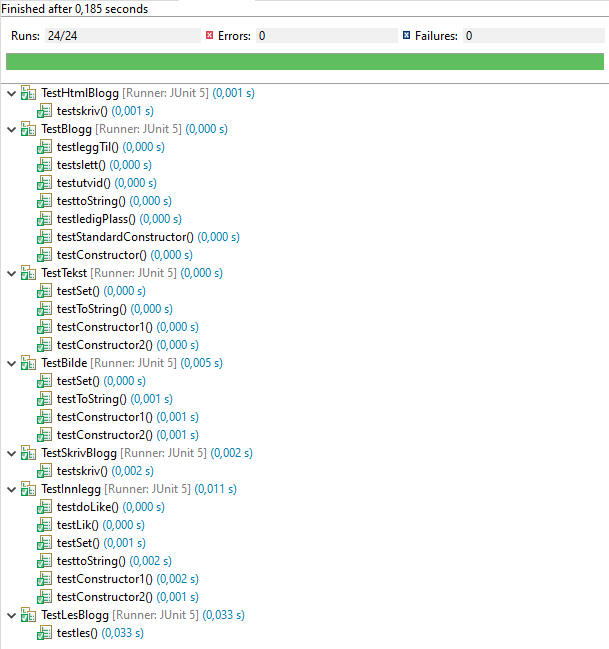 Finished after 0,185 seconds
Runs: 24/24 Errors: 0 Failures: 0
TestHtmlBlogg [Runner: JUnit 5] (0,001 s)
testskriv() (0,001 s)
TestBlogg [Runner: JUnit 5] (0,000 s)
testleggTil() (0,000 s)
testslett() (0,000 s)
testutvid() (0,000 s)
testtoString() (0,000 s)
testledigPlass() (0,000 s)
testStandardConstructor() (0,000 s)
testConstructor() (0,000 s)
TestTekst [Runner: JUnit 5] (0,000 s)
testSet() (0,000 s)
testToString() (0,000 s)
testConstructor1() (0,000 s)
testConstructor2() (0,000 s)
TestBilde [Runner: JUnit 5] (0,005 s)
testSet() (0,000 s)
testToString() (0,001 s)
testConstructor1() (0,001 s)
testConstructor2() (0,001 s)
TestSkrivBlogg [Runner: JUnit 5] (0,002 s)
testskriv() (0,002 s)
TestInnlegg [Runner: JUnit 5] (0,011 s)
testdoLike() (0,000 s)
testLik() (0,000 s)
testSet() (0,001 s)
testtoString() (0,002 s)
testConstructor1() (0,002 s)
testConstructor2() (0,001 s)
TestLesBlogg [Runner: JUnit 5] (0,033 s)
testles() (0,033 s)